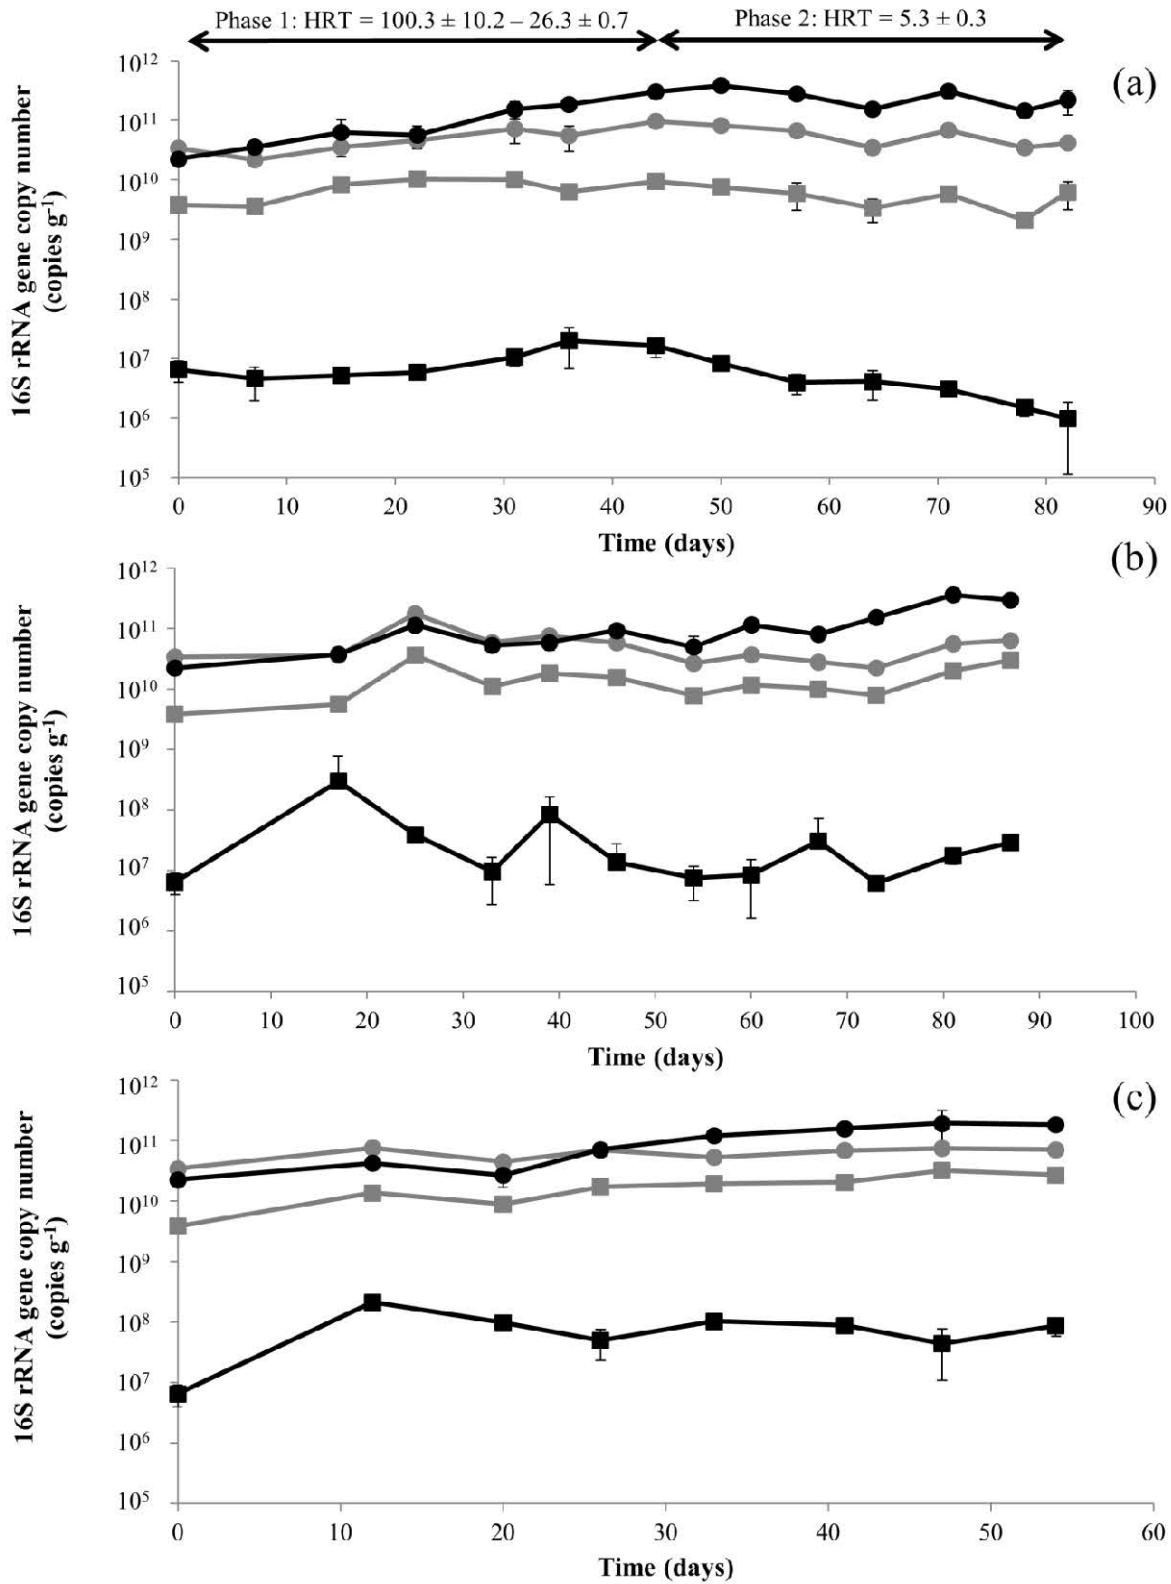 Phase 1: HRT = 100.3 ± 10.2 – 26.3 ± 0.7
Phase 2: HRT = 5.3 ± 0.3
(a)
16S rRNA gene copy number
(copies g⁻¹)
10¹²
10¹¹
10¹⁰
10⁹
10⁸
10⁷
10⁶
10⁵
0 10 20 30 40 50 60 70 80 90
Time (days)
(b)
16S rRNA gene copy number
(copies g⁻¹)
10¹²
10¹¹
10¹⁰
10⁹
10⁸
10⁷
10⁶
10⁵
0 10 20 30 40 50 60 70 80 90 100
Time (days)
(c)
16S rRNA gene copy number
(copies g⁻¹)
10¹²
10¹¹
10¹⁰
10⁹
10⁸
10⁷
10⁶
10⁵
0 10 20 30 40 50 60
Time (days)